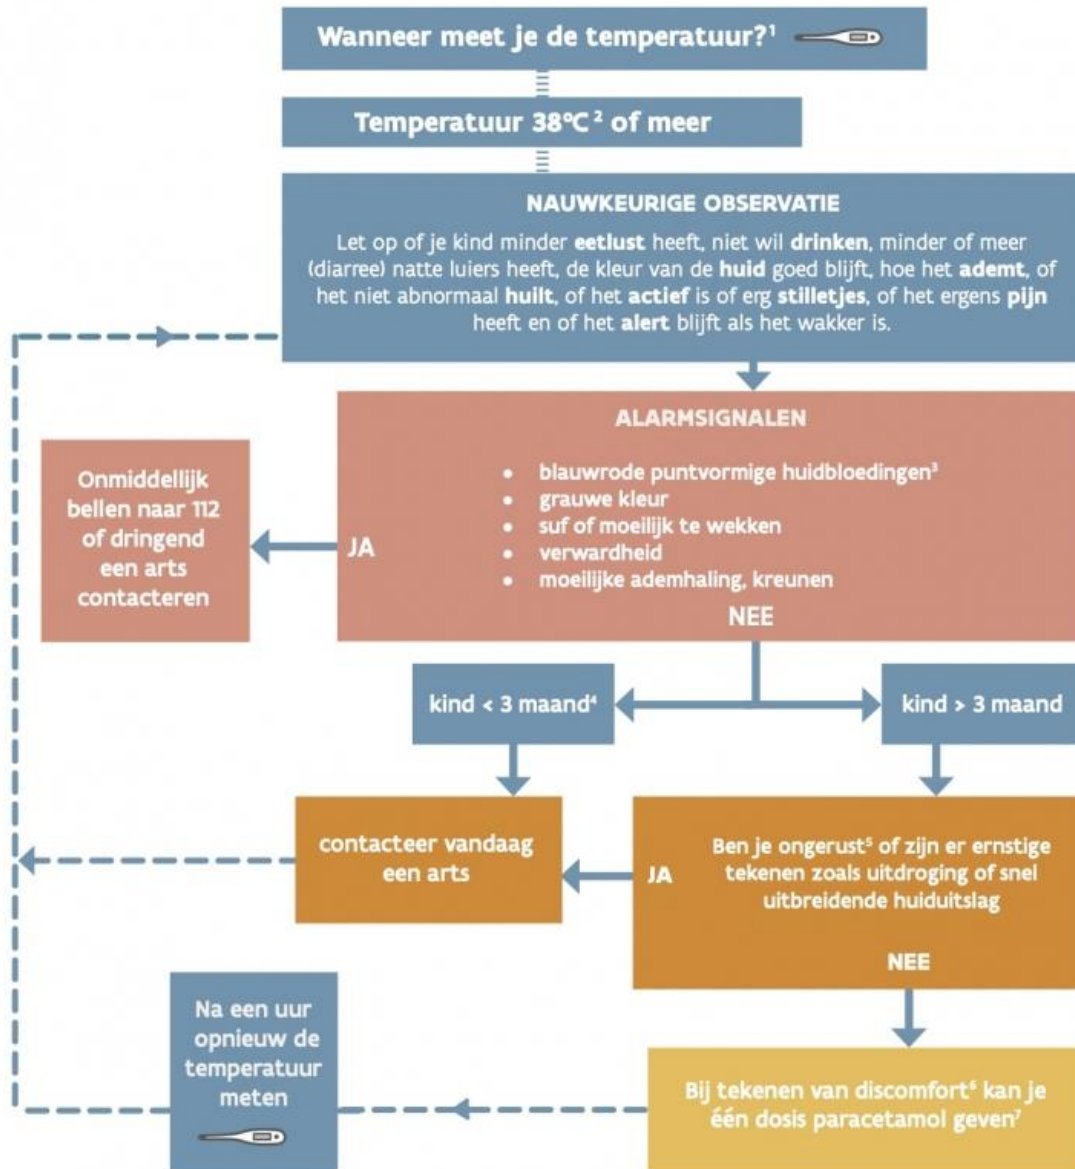 Wanneer meet je de temperatuur?¹
Temperatuur 38°C ² of meer
NAUWKEURIGE OBSERVATIE
Let op of je kind minder eetlust heeft, niet wil drinken, minder of meer
(diarree) natte luiers heeft, de kleur van de huid goed blijft, hoe het ademt, of
het niet abnormaal huilt, of het actief is of erg stilletjes, of het ergens pijn
heeft en of het alert blijft als het wakker is.
ALARMSIGNALEN
• blauwrode puntvormige huidbloedingen³
• grauwe kleur
• suf of moeilijk te wekken
• verwardheid
• moeilijke ademhaling, kreunen
JA
Onmiddellijk
bellen naar 112
of dringend
een arts
contacteren
NEE
kind < 3 maand⁴
kind > 3 maand
contacteer vandaag
een arts
JA
Ben je ongerust⁵ of zijn er ernstige
tekenen zoals uitdroging of snel
uitbreidende huiduitslag
NEE
Bij tekenen van discomfort⁶ kan je
één dosis paracetamol geven⁷
Na een uur
opnieuw de
temperatuur
meten